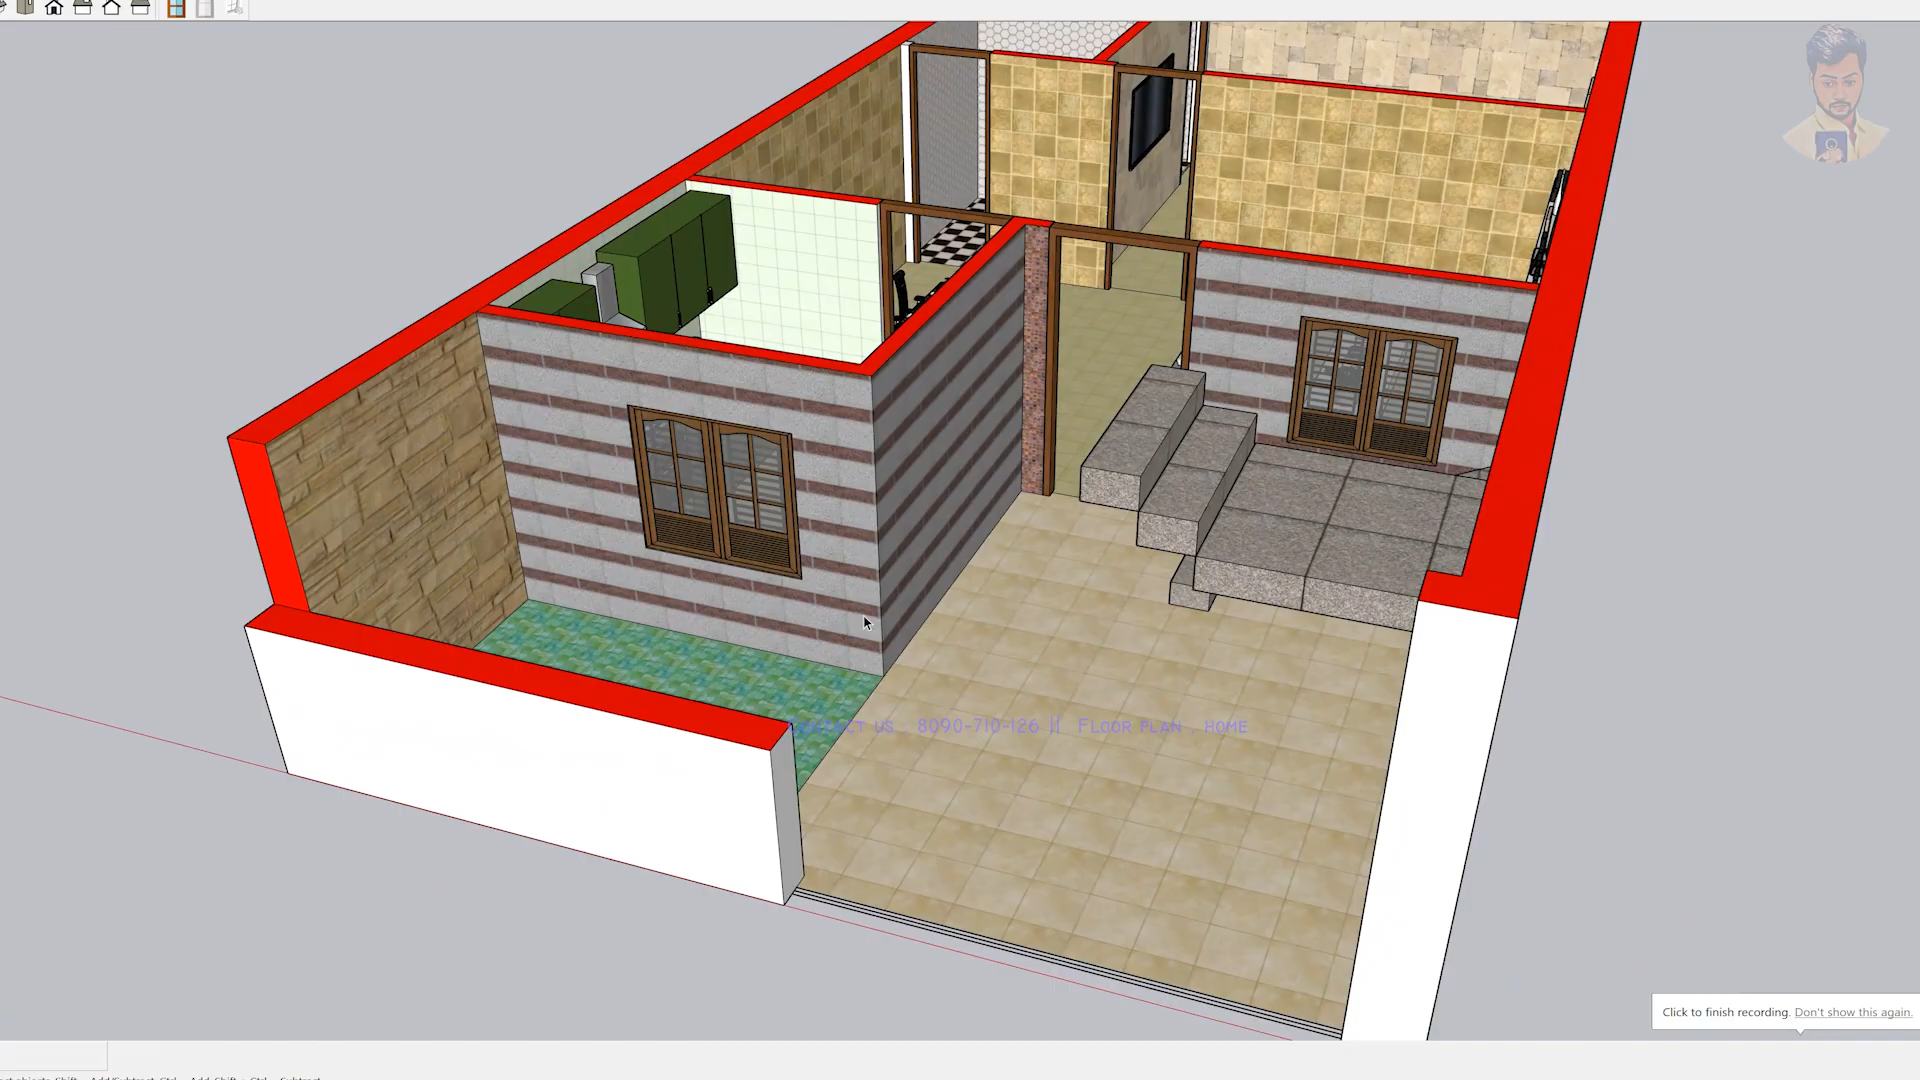 CONTACT US : 8090-710-126 || FLOOR PLAN . HOME
Click to finish recording. Don't show this again.